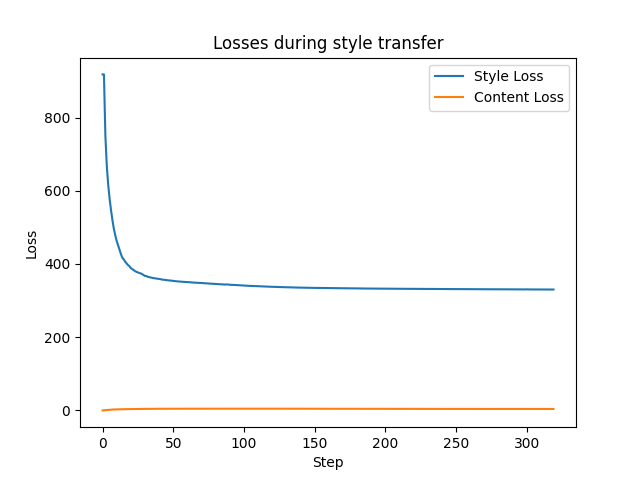 Losses during style transfer
Style Loss
Content Loss
800
600
400
200
0
Loss
0 50 100 150 200 250 300
Step